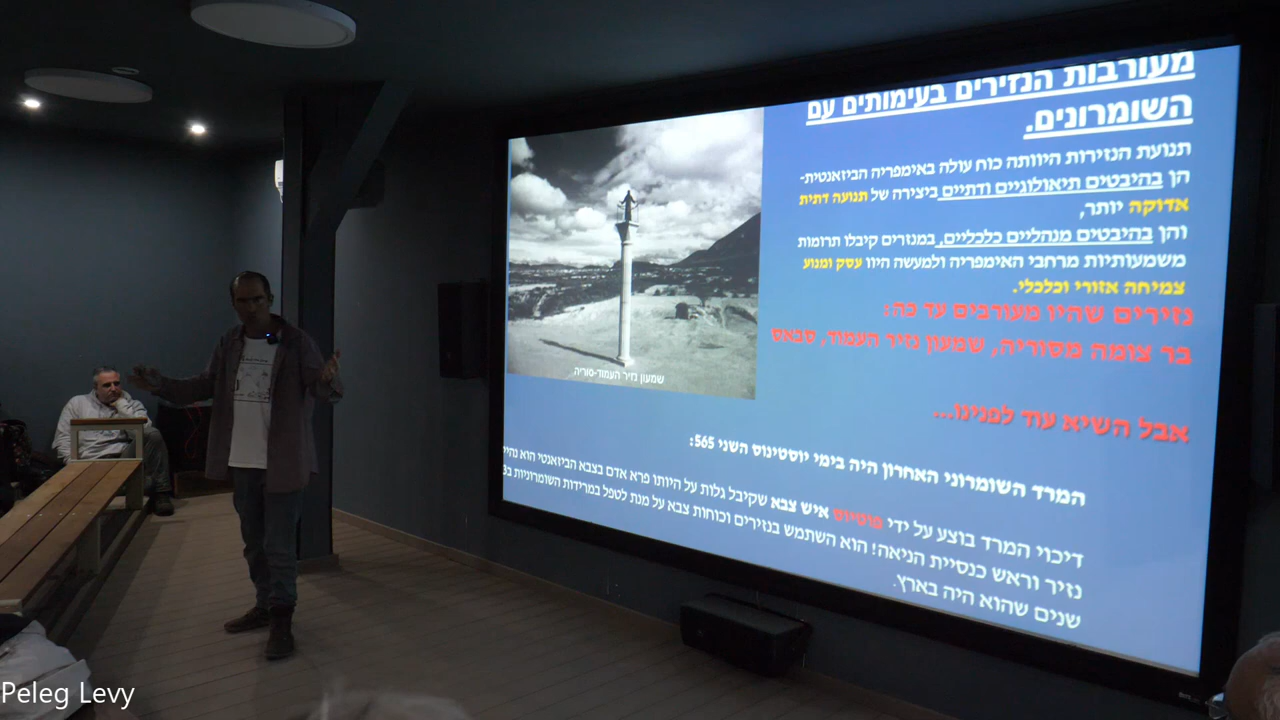 מעורבות הנזירים בעימותים עם
השומרונים.
תנועת הנזירות היוותה כוח עולה באימפריה הביזאנטית-
הן בהיבטים תיאולוגיים ודתיים ביצירה של תנועה דתית
אדוקה יותר,
והן בהיבטים מנהליים כלכליים, במנזרים קיבלו תרומות
משמעותיות מרחבי האימפריה ולמעשה היוו עסק ומנוע
צמיחה אזורי וכלכלי.
נזירים שהיו מעורבים עד כה:
בר צומה מסוריה, שמעון נזיר העמוד, סבאס
שמעון נזיר העמוד-סוריה
אבל השיא עוד לפנינו...
המרד השומרוני האחרון היה בימי יוסטינוס השני 565:
דיכוי המרד בוצע על ידי פוטיוס איש צבא שקיבל גלות על היותו פרא אדם בצבא הביזאנטי הוא נהיי
נזיר וראש כנסיית הניאה! הוא השתמש בנזירים וכוחות צבא על מנת לטפל במרידות השומרוניות ב
שנים שהוא היה בארץ.
Peleg Levy